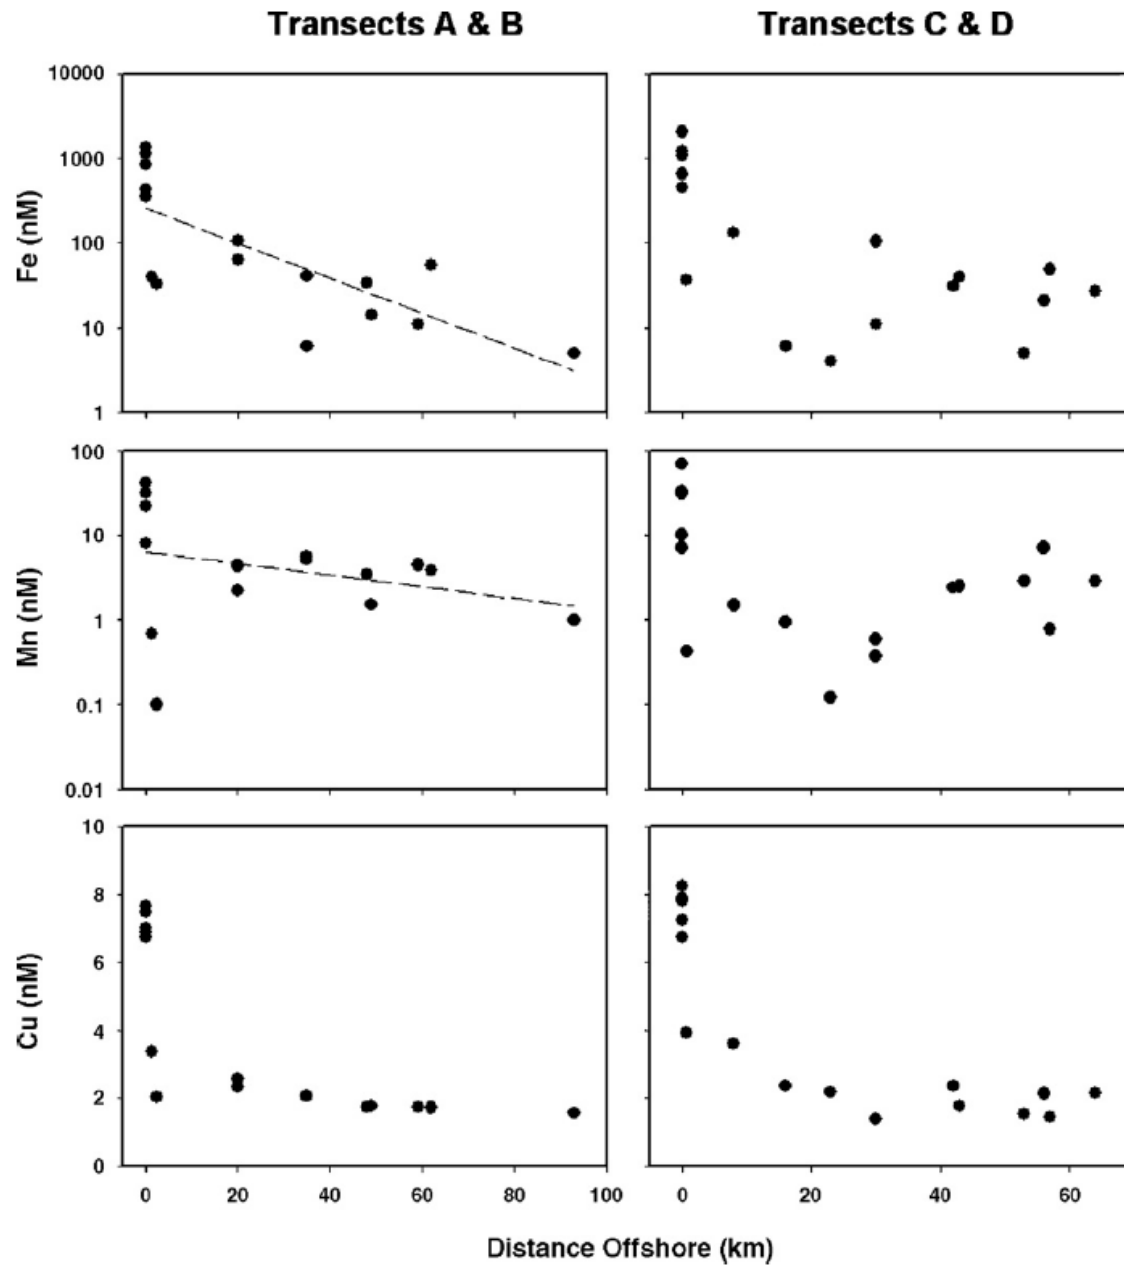 Transects A & B
Transects C & D
10000
1000
100
10
1
Fe (nM)
100
10
1
0.1
0.01
Mn (nM)
10
8
6
4
2
0
Cu (nM)
0 20 40 60 80 100
0 20 40 60
Distance Offshore (km)